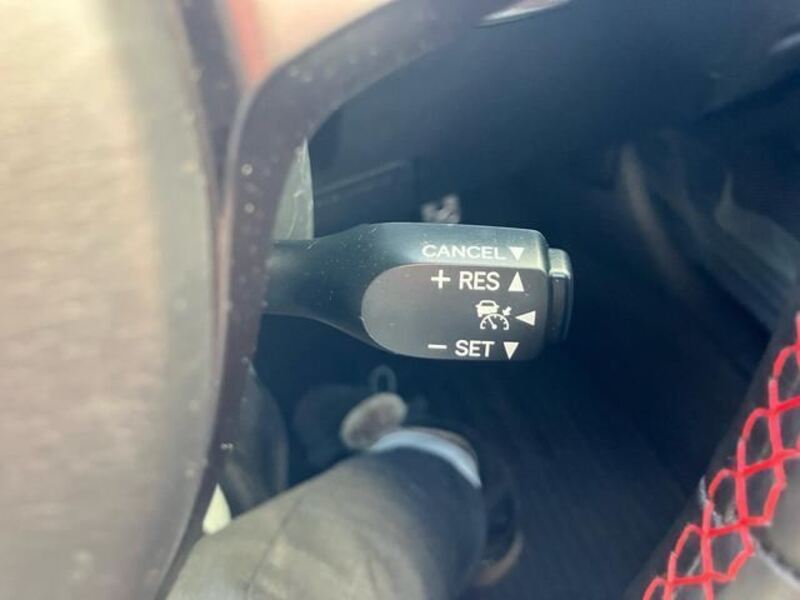 CANCEL ▼
+ RES ▲
◀
− SET ▼